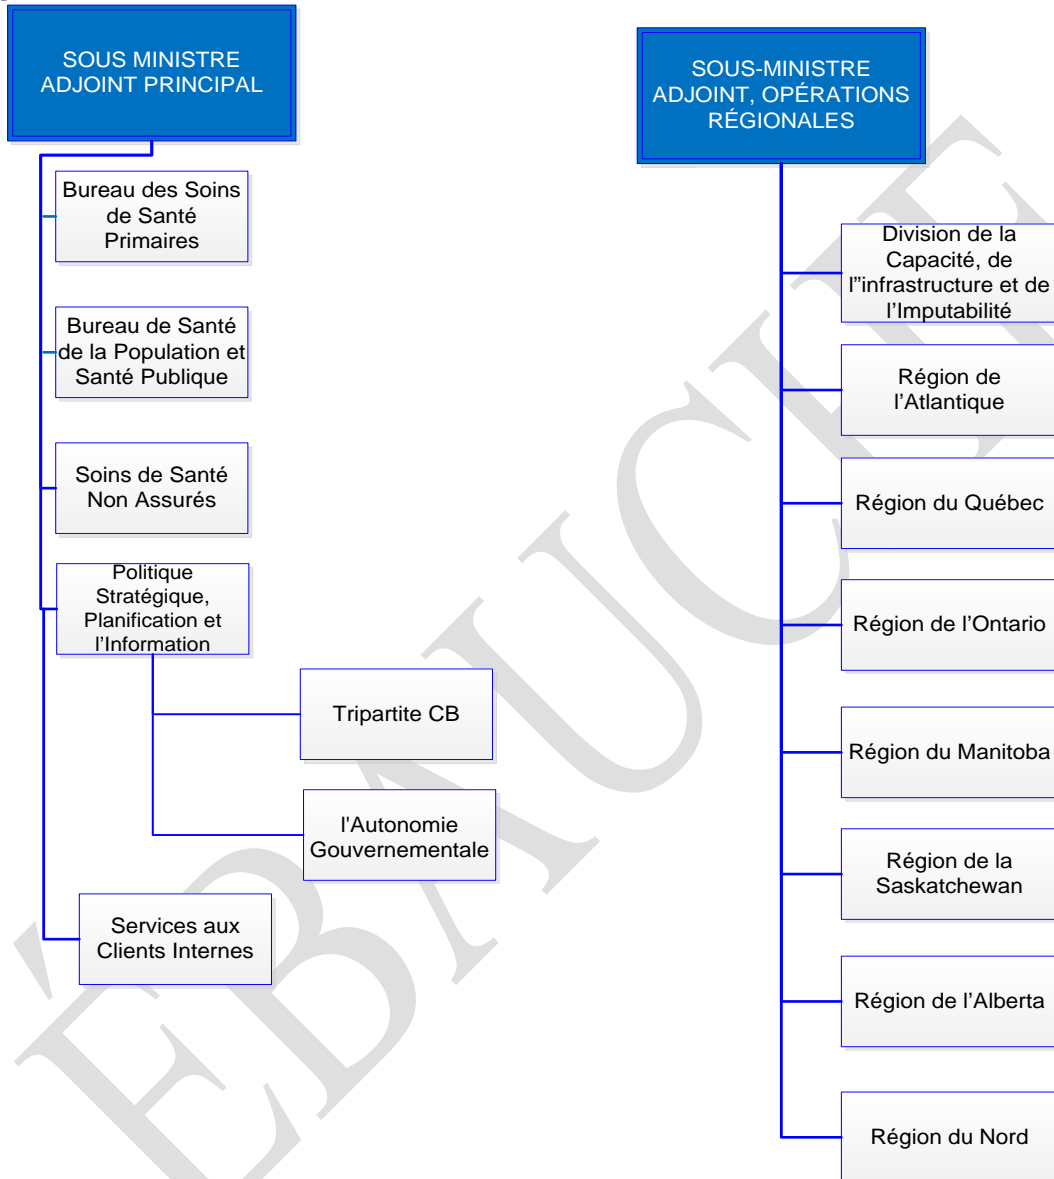 SOUS MINISTRE
ADJOINT PRINCIPAL
Bureau des Soins
de Santé
Primaires
Bureau de Santé
de la Population et
Santé Publique
Soins de Santé
Non Assurés
Politique
Stratégique,
Planification et
l’Information
Tripartite CB
l'Autonomie
Gouvernementale
Services aux
Clients Internes
SOUS-MINISTRE
ADJOINT, OPÉRATIONS
RÉGIONALES
Division de la
Capacité, de
l’’infrastructure et de
l’Imputabilité
Région de
l’Atlantique
Région du Québec
Région de l’Ontario
Région du Manitoba
Région de la
Saskatchewan
Région de l’Alberta
Région du Nord
ÉBAUCHE